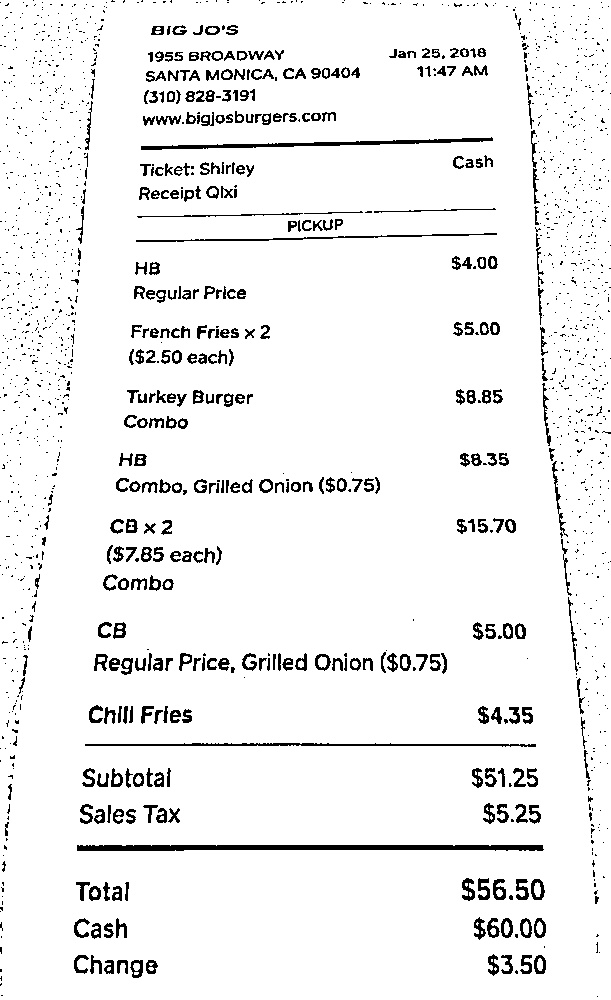 BIG JO'S
1955 BROADWAY Jan 25, 2018
SANTA MONICA, CA 90404 11:47 AM
(310) 828-3191
www.bigjosburgers.com
Ticket: Shirley Cash
Receipt QIxi
PICKUP
HB $4.00
Regular Price
French Fries x 2 $5.00
($2.50 each)
Turkey Burger $8.85
Combo
HB $8.35
Combo, Grilled Onion ($0.75)
CB x 2 $15.70
($7.85 each)
Combo
CB $5.00
Regular Price, Grilled Onion ($0.75)
Chili Fries $4.35
Subtotal $51.25
Sales Tax $5.25
Total $56.50
Cash $60.00
Change $3.50